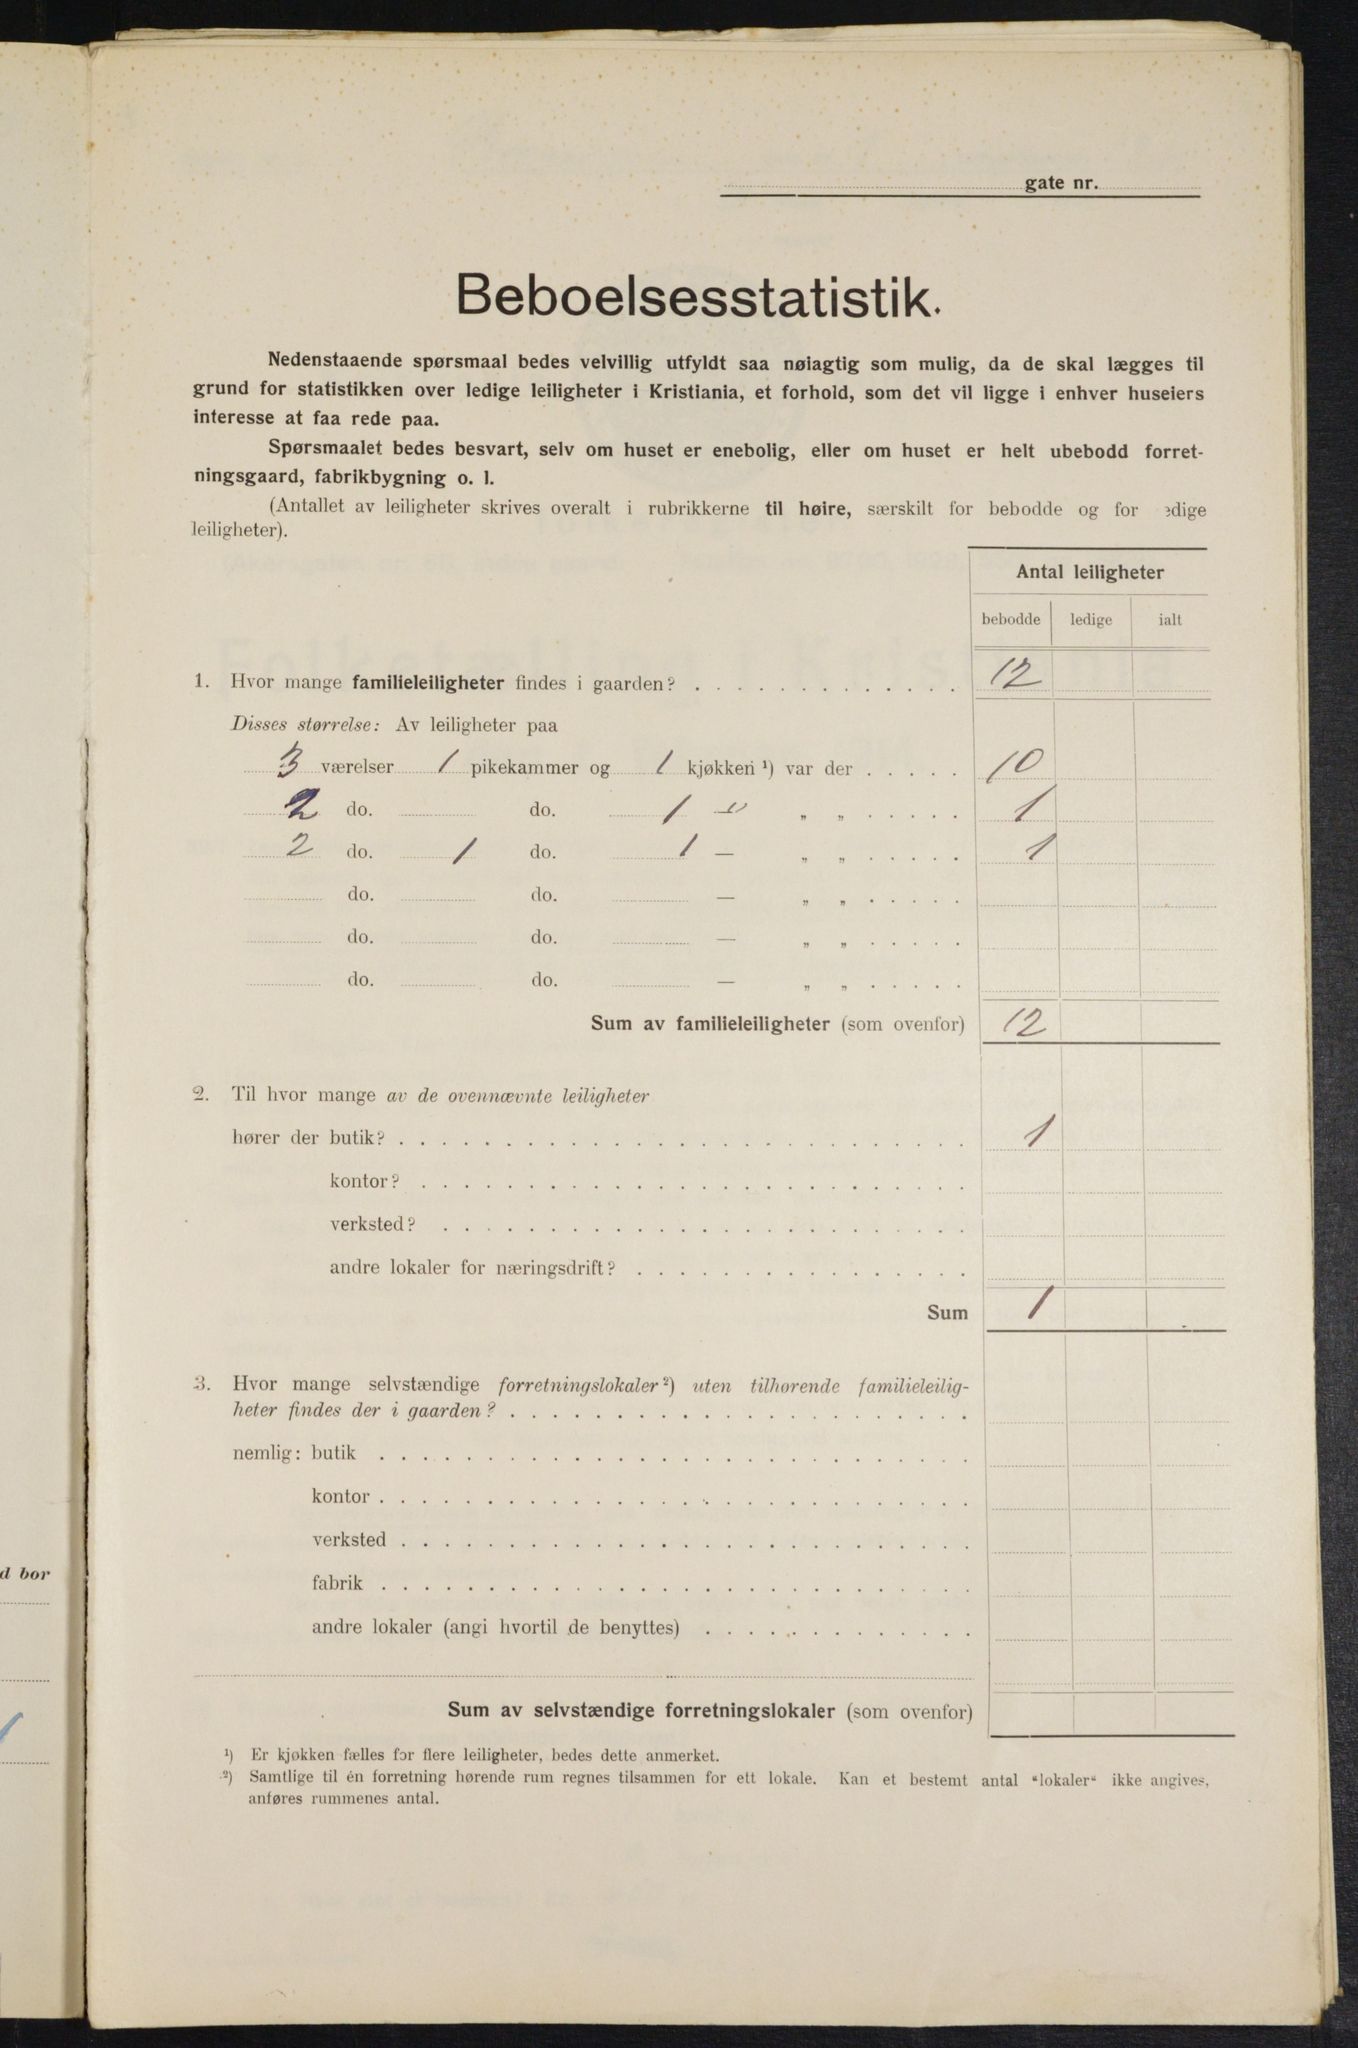 gate nr.
Beboelsesstatistik.
Nedenstaaende spørsmaal bedes velvillig utfyldt saa nøiagtig som mulig, da de skal lægges til
grund for statistikken over ledige leiligheter i Kristiania, et forhold, som det vil ligge i enhver huseiers
interesse at faa rede paa.
Spørsmaalet bedes besvart, selv om huset er enebolig, eller om huset er helt ubebodd forret-
ningsgaard, fabrikbygning o. l.
(Antallet av leiligheter skrives overalt i rubrikkerne til høire, særskilt for bebodde og for edige
leiligheter).
Antal leiligheter
bebodde ledige ialt
1. Hvor mange familieleiligheter findes i gaarden? 12
Disses størrelse: Av leiligheter paa
3 værelser 1 pikekammer og 1 kjøkken ¹) var der 10
2 do. do. 1 — „ „ 1
2 do. 1 do. 1 — „ „ 1
do. do. — „ „
do. do. — „ „
do. do. — „ „
Sum av familieleiligheter (som ovenfor) 12
2. Til hvor mange av de ovennævnte leiligheter
hører der butik? 1
kontor?
verksted?
andre lokaler for næringsdrift?
Sum 1
3. Hvor mange selvstændige forretningslokaler ²) uten tilhørende familieleilig-
heter findes der i gaarden?
nemlig: butik
kontor
verksted
fabrik
d bor
andre lokaler (angi hvortil de benyttes)
Sum av selvstændige forretningslokaler (som ovenfor)
¹) Er kjøkken fælles for flere leiligheter, bedes dette anmerket.
²) Samtlige til én forretning hørende rum regnes tilsammen for ett lokale. Kan et bestemt antal "lokaler" ikke angives,
anføres rummenes antal.